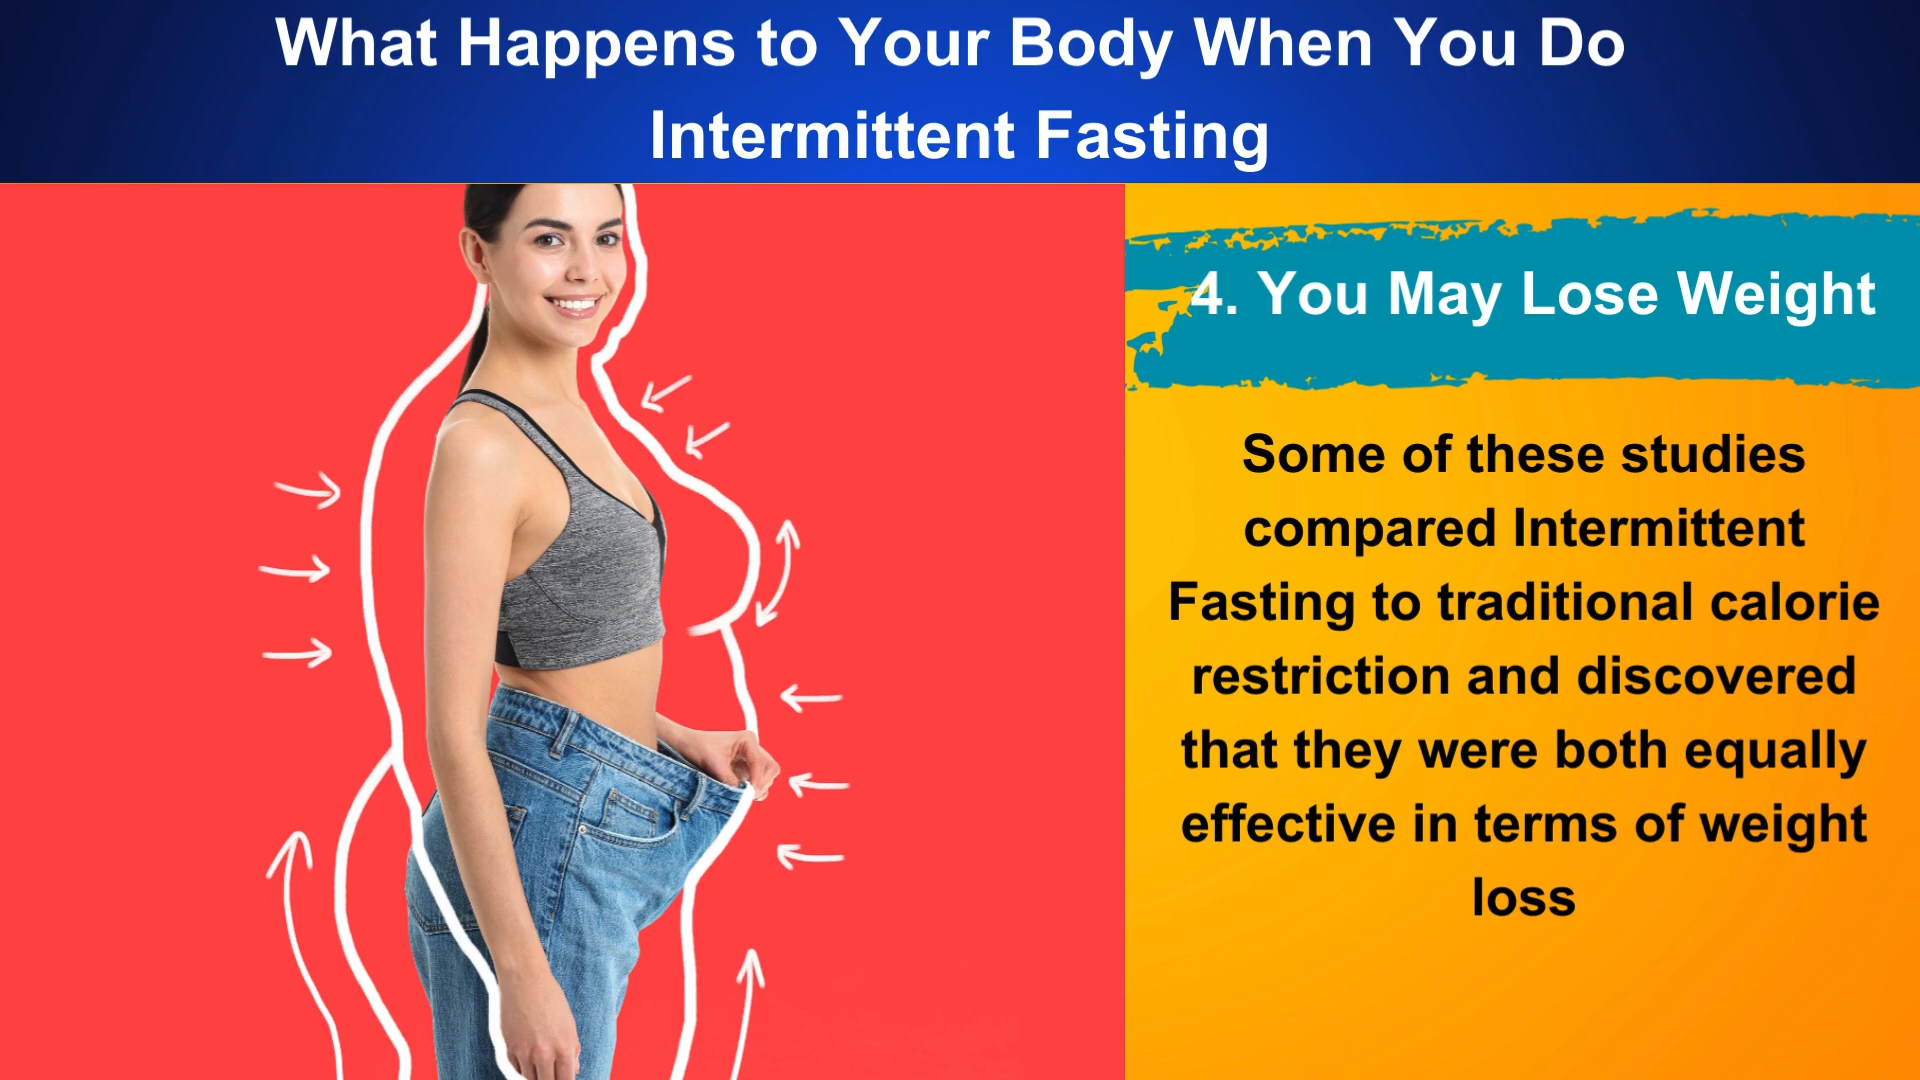 What Happens to Your Body When You Do
Intermittent Fasting
4. You May Lose Weight
Some of these studies
compared Intermittent
Fasting to traditional calorie
restriction and discovered
that they were both equally
effective in terms of weight
loss